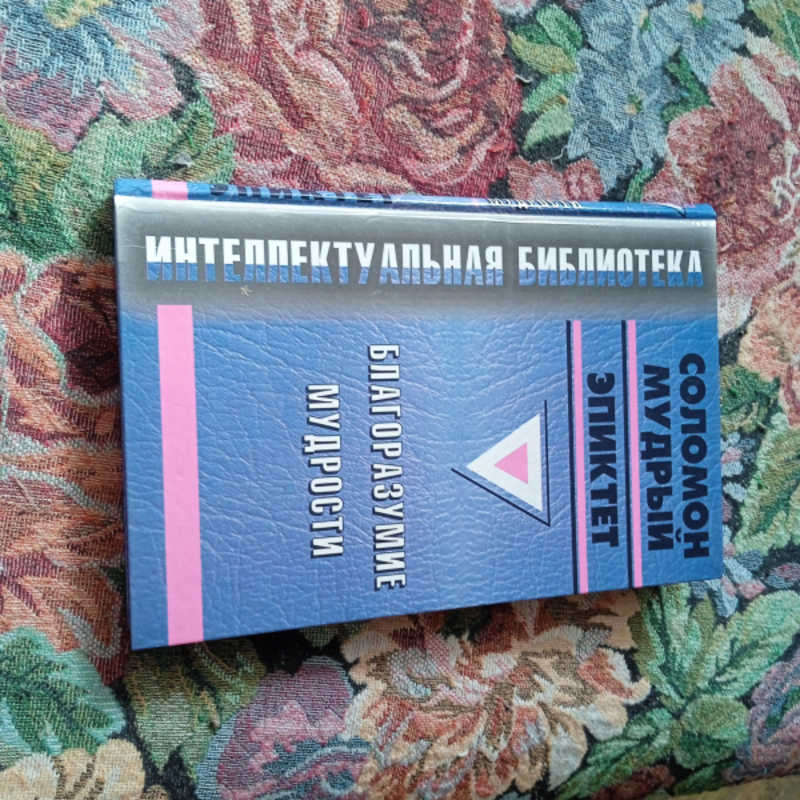 СОЛОМОН
МУДРЫЙ
ЭПИКТЕТ
БЛАГОРАЗУМИЕ
МУДРОСТИ
ИНТЕЛЛЕКТУАЛЬНАЯ БИБЛИОТЕКА